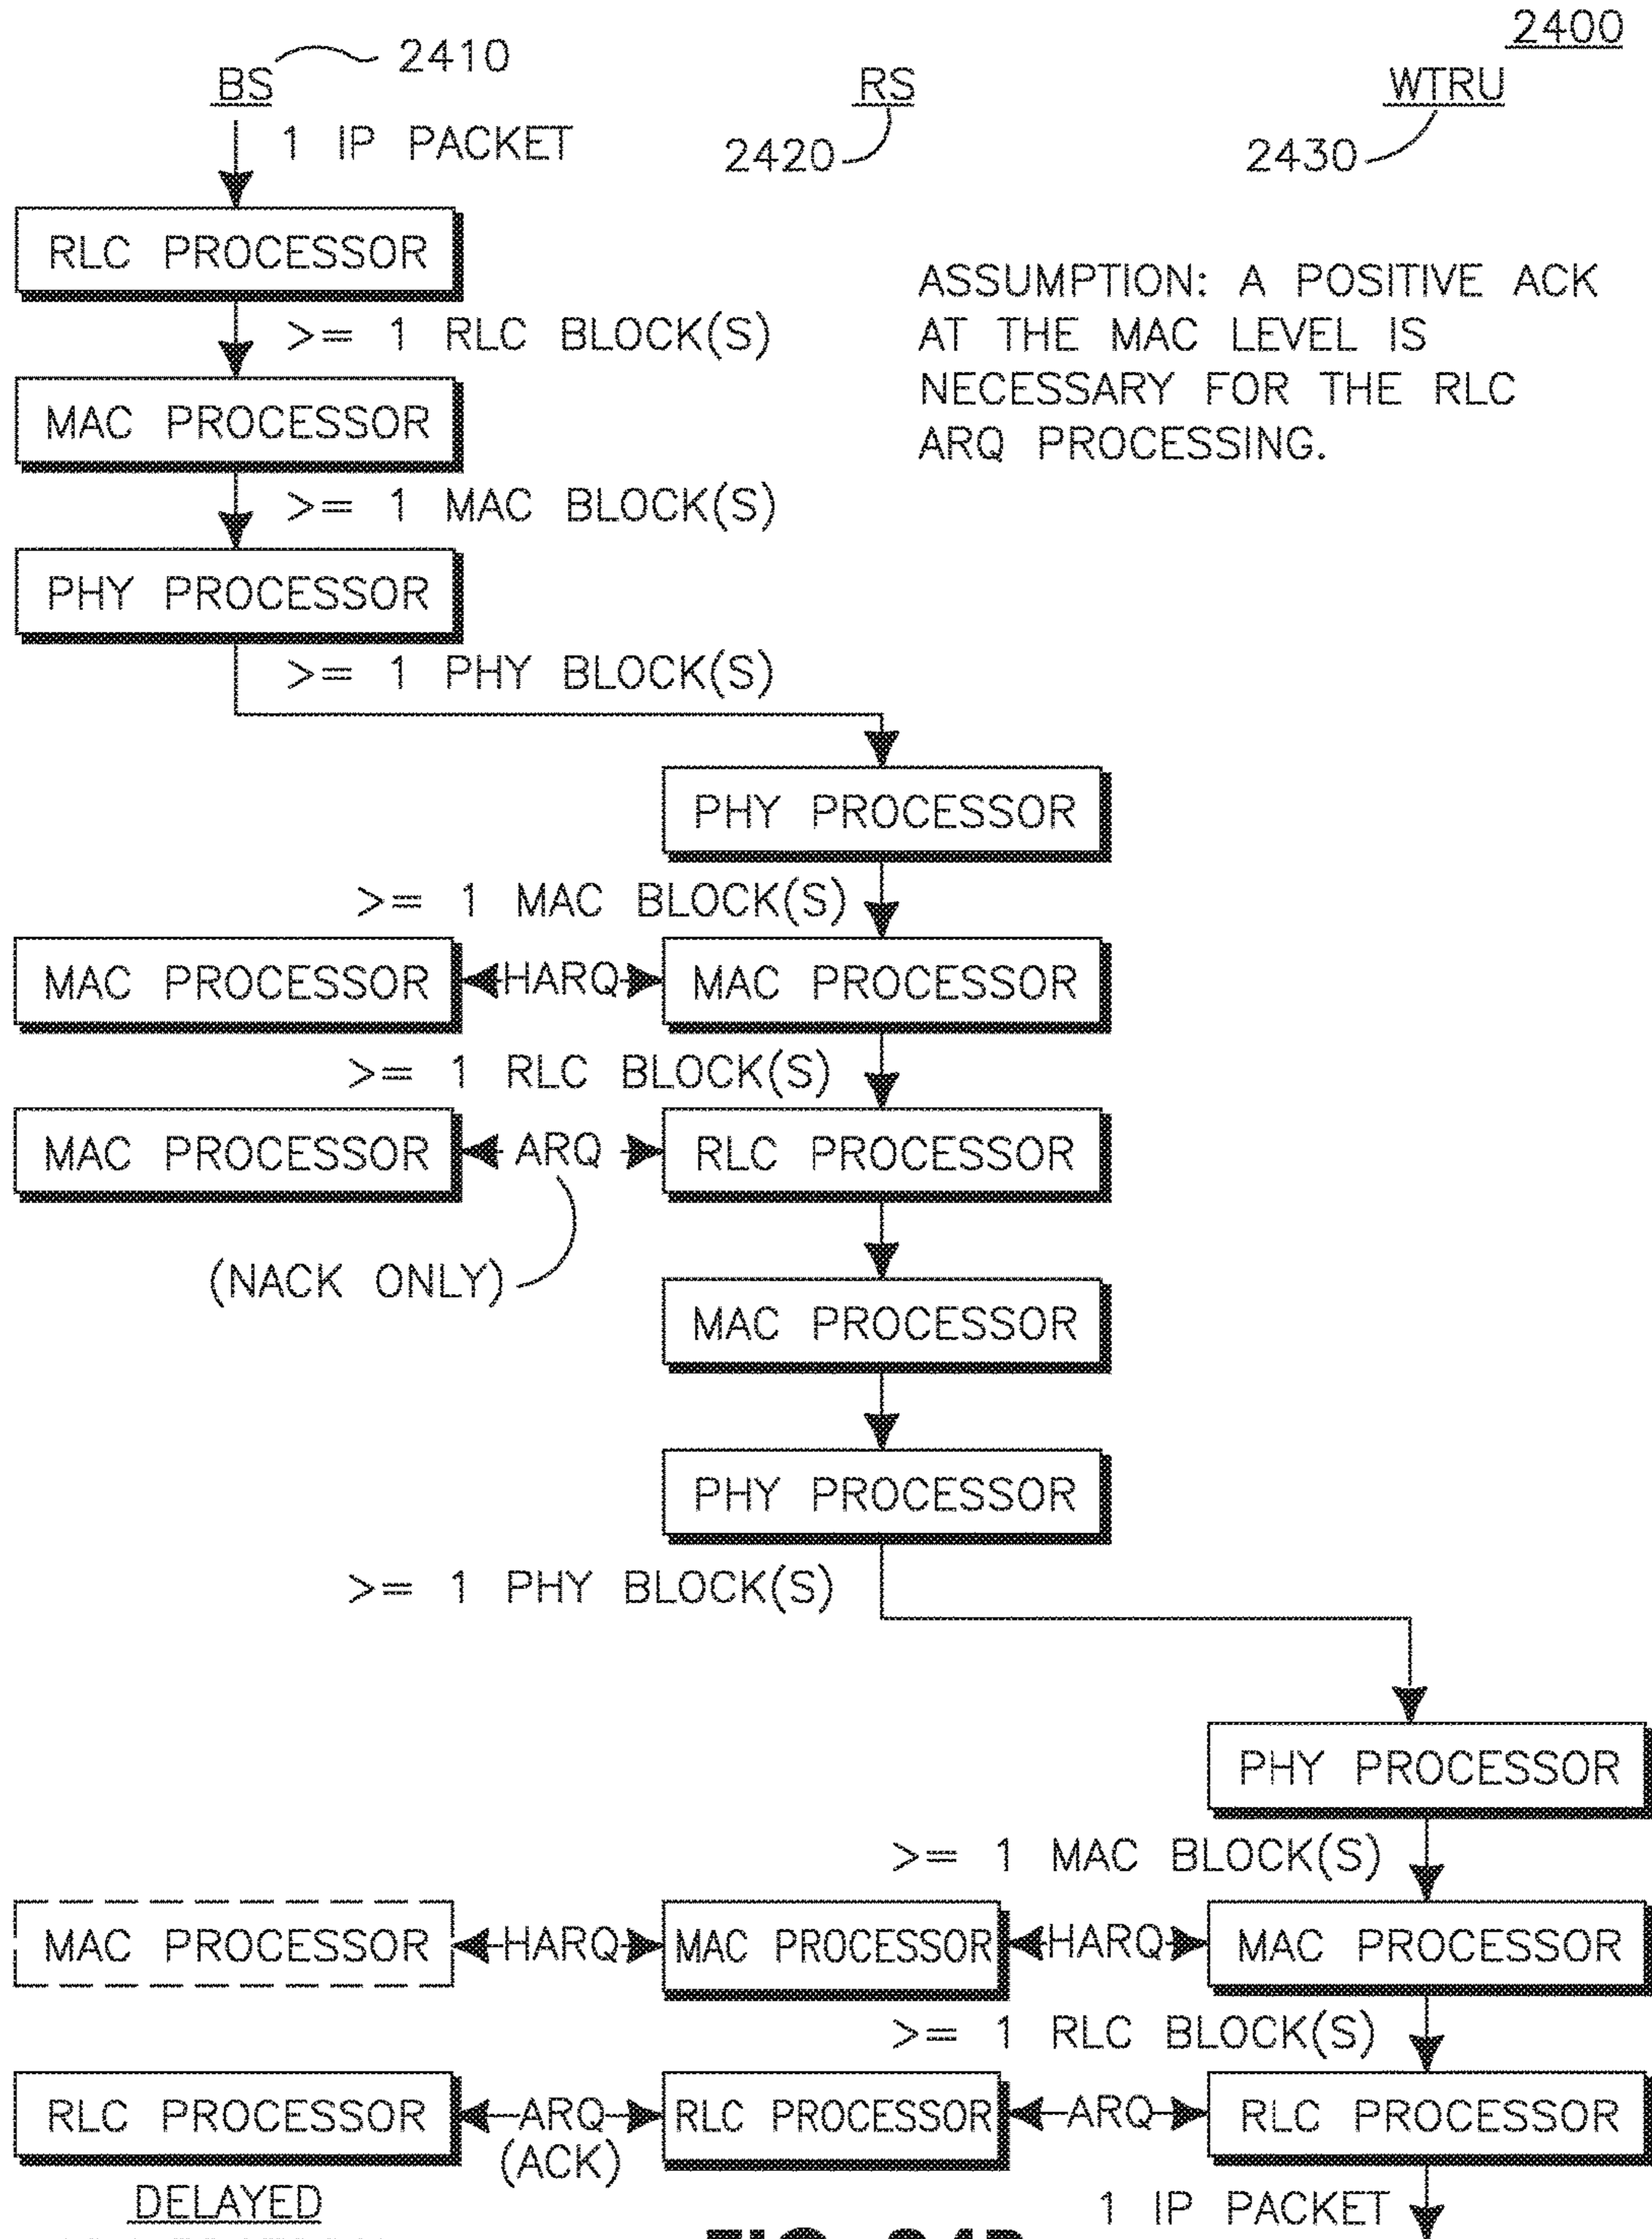 2400
BS
2410
RS
WTRU
1 IP PACKET
2420
2430
RLC PROCESSOR
ASSUMPTION: A POSITIVE ACK
AT THE MAC LEVEL IS
NECESSARY FOR THE RLC
ARQ PROCESSING.
>= 1 RLC BLOCK(S)
MAC PROCESSOR
>= 1 MAC BLOCK(S)
PHY PROCESSOR
>= 1 PHY BLOCK(S)
PHY PROCESSOR
>= 1 MAC BLOCK(S)
MAC PROCESSOR
HARQ
MAC PROCESSOR
>= 1 RLC BLOCK(S)
MAC PROCESSOR
ARQ
RLC PROCESSOR
(NACK ONLY)
MAC PROCESSOR
PHY PROCESSOR
>= 1 PHY BLOCK(S)
PHY PROCESSOR
>= 1 MAC BLOCK(S)
MAC PROCESSOR
HARQ
MAC PROCESSOR
HARQ
MAC PROCESSOR
>= 1 RLC BLOCK(S)
RLC PROCESSOR
ARQ
(ACK)
RLC PROCESSOR
ARQ
RLC PROCESSOR
DELAYED
1 IP PACKET